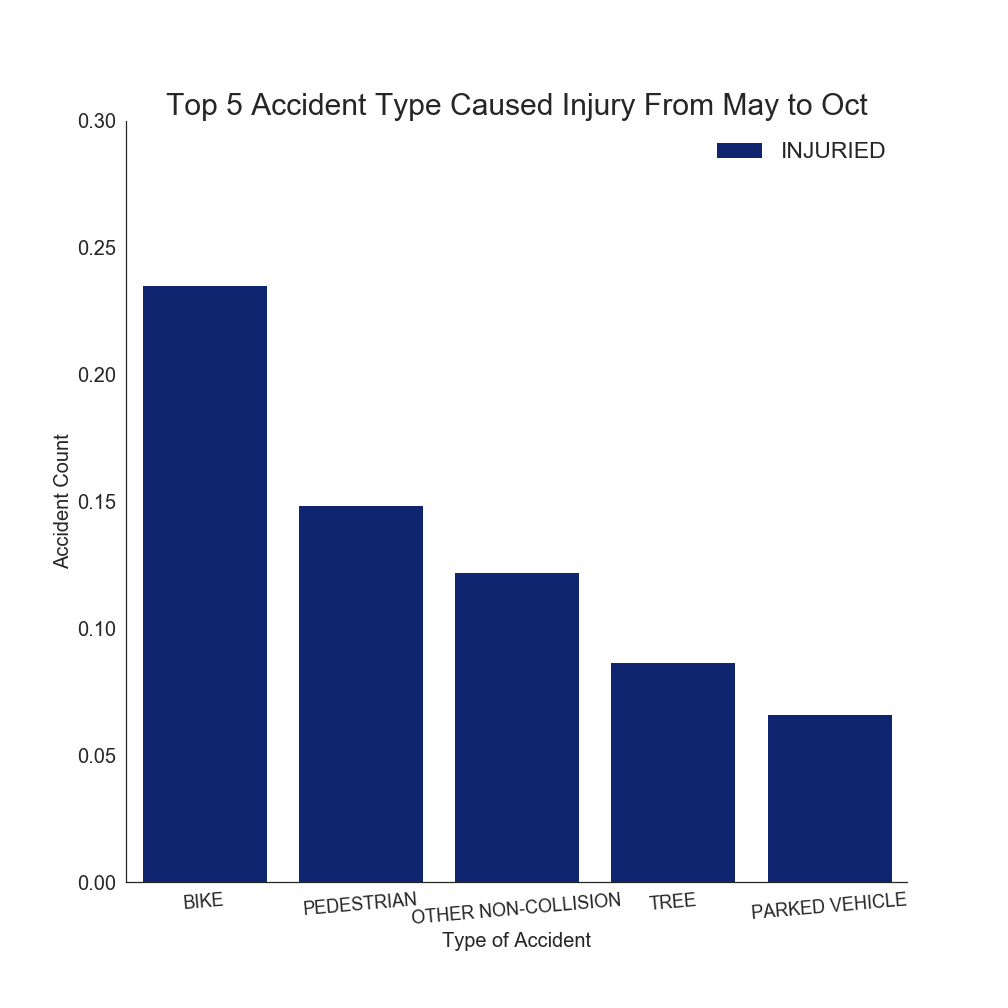 Top 5 Accident Type Caused Injury From May to Oct
INJURIED
0.30
0.25
0.20
0.15
0.10
0.05
0.00
Accident Count
BIKE
PEDESTRIAN
OTHER NON-COLLISION
TREE
PARKED VEHICLE
Type of Accident